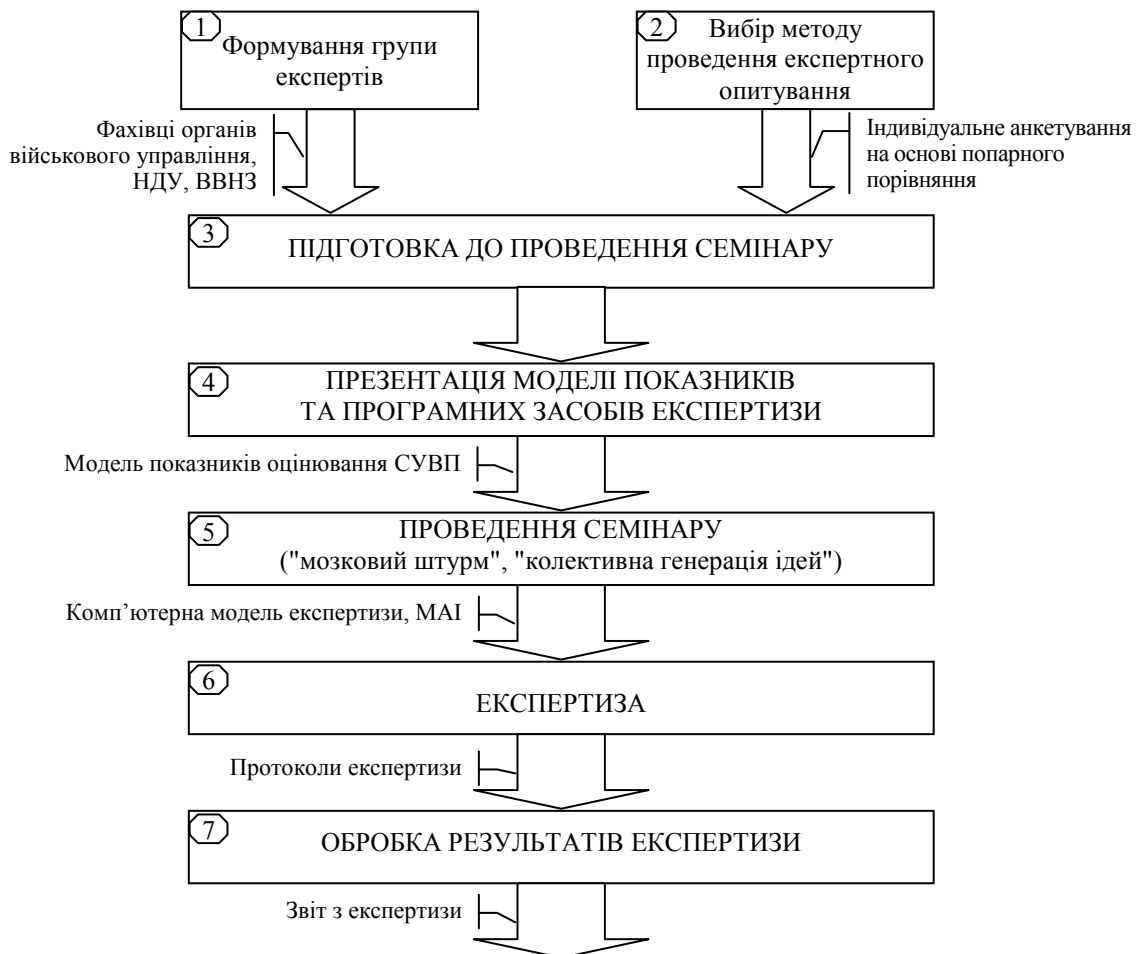 1
Формування групи
експертів
2
Вибір методу
проведення експертного
опитування
Фахівці органів
військового управління,
НДУ, ВВНЗ
Індивідуальне анкетування
на основі попарного
порівняння
3
ПІДГОТОВКА ДО ПРОВЕДЕННЯ СЕМІНАРУ
4
ПРЕЗЕНТАЦІЯ МОДЕЛІ ПОКАЗНИКІВ
ТА ПРОГРАМНИХ ЗАСОБІВ ЕКСПЕРТИЗИ
Модель показників оцінювання СУВП
5
ПРОВЕДЕННЯ СЕМІНАРУ
("мозковий штурм", "колективна генерація ідей")
Комп’ютерна модель експертизи, МАІ
6
ЕКСПЕРТИЗА
Протоколи експертизи
7
ОБРОБКА РЕЗУЛЬТАТІВ ЕКСПЕРТИЗИ
Звіт з експертизи